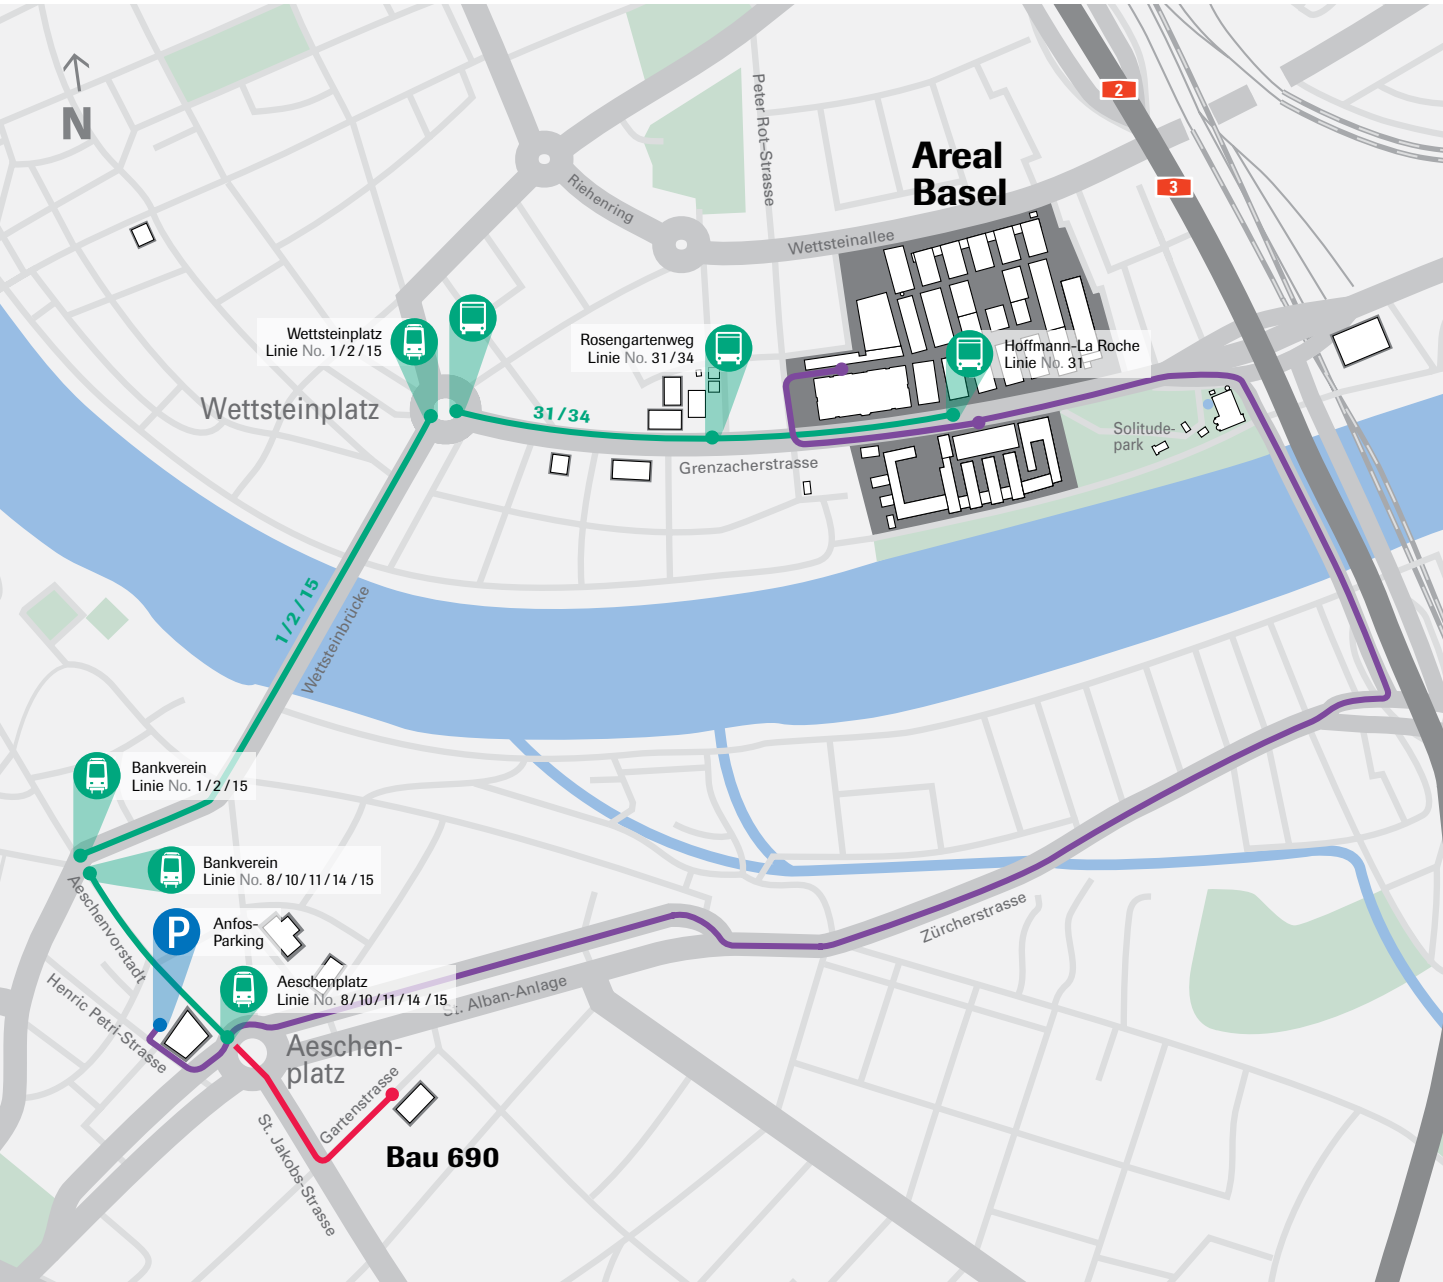 N
2
3
Areal
Basel
Peter Rot–Strasse
Riehenring
Wettsteinallee
Wettsteinplatz
Linie No. 1/2/15
Rosengartenweg
Linie No. 31/34
Hoffmann-La Roche
Linie No. 31
Wettsteinplatz
31/34
Grenzacherstrasse
Solitude-
park
1/2/15
Wettsteinbrücke
Bankverein
Linie No. 1/2/15
Bankverein
Linie No. 8/10/11/14/15
Aeschenvorstadt
P
Anfos-
Parking
Zürcherstrasse
Henric Petri-Strasse
Aeschenplatz
Linie No. 8/10/11/14/15
St. Alban-Anlage
Aeschen-
platz
Gartenstrasse
St. Jakobs-Strasse
Bau 690